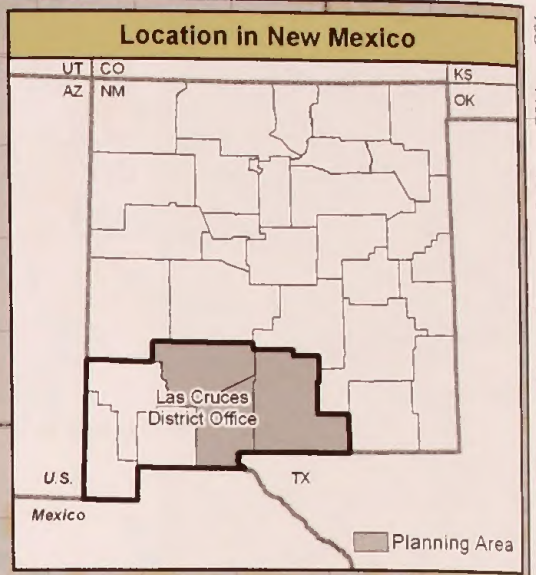 Location in New Mexico
UT CO
KS
AZ NM
OK
Las Cruces
District Office
U.S.
TX
Mexico
Planning Area